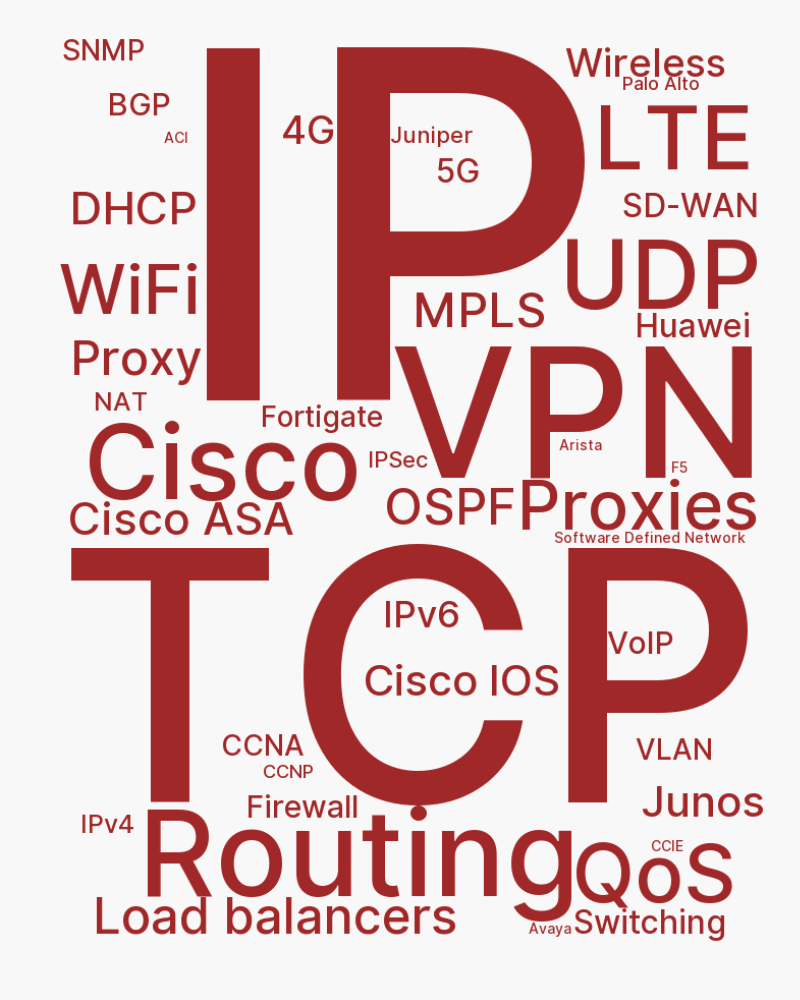 SNMP
Wireless
Palo Alto
BGP
4G
ACI
IP
Juniper
LTE
5G
DHCP
SD-WAN
WiFi
UDP
MPLS
Huawei
Proxy
NAT
Fortigate
VPN
Arista
Cisco
IPSec
F5
OSPF
Proxies
Cisco ASA
Software Defined Network
TCP
IPv6
VoIP
Cisco IOS
CCNA
VLAN
CCNP
Firewall
Junos
IPv4
Routing
CCIE
QoS
Load balancers
Avaya
Switching